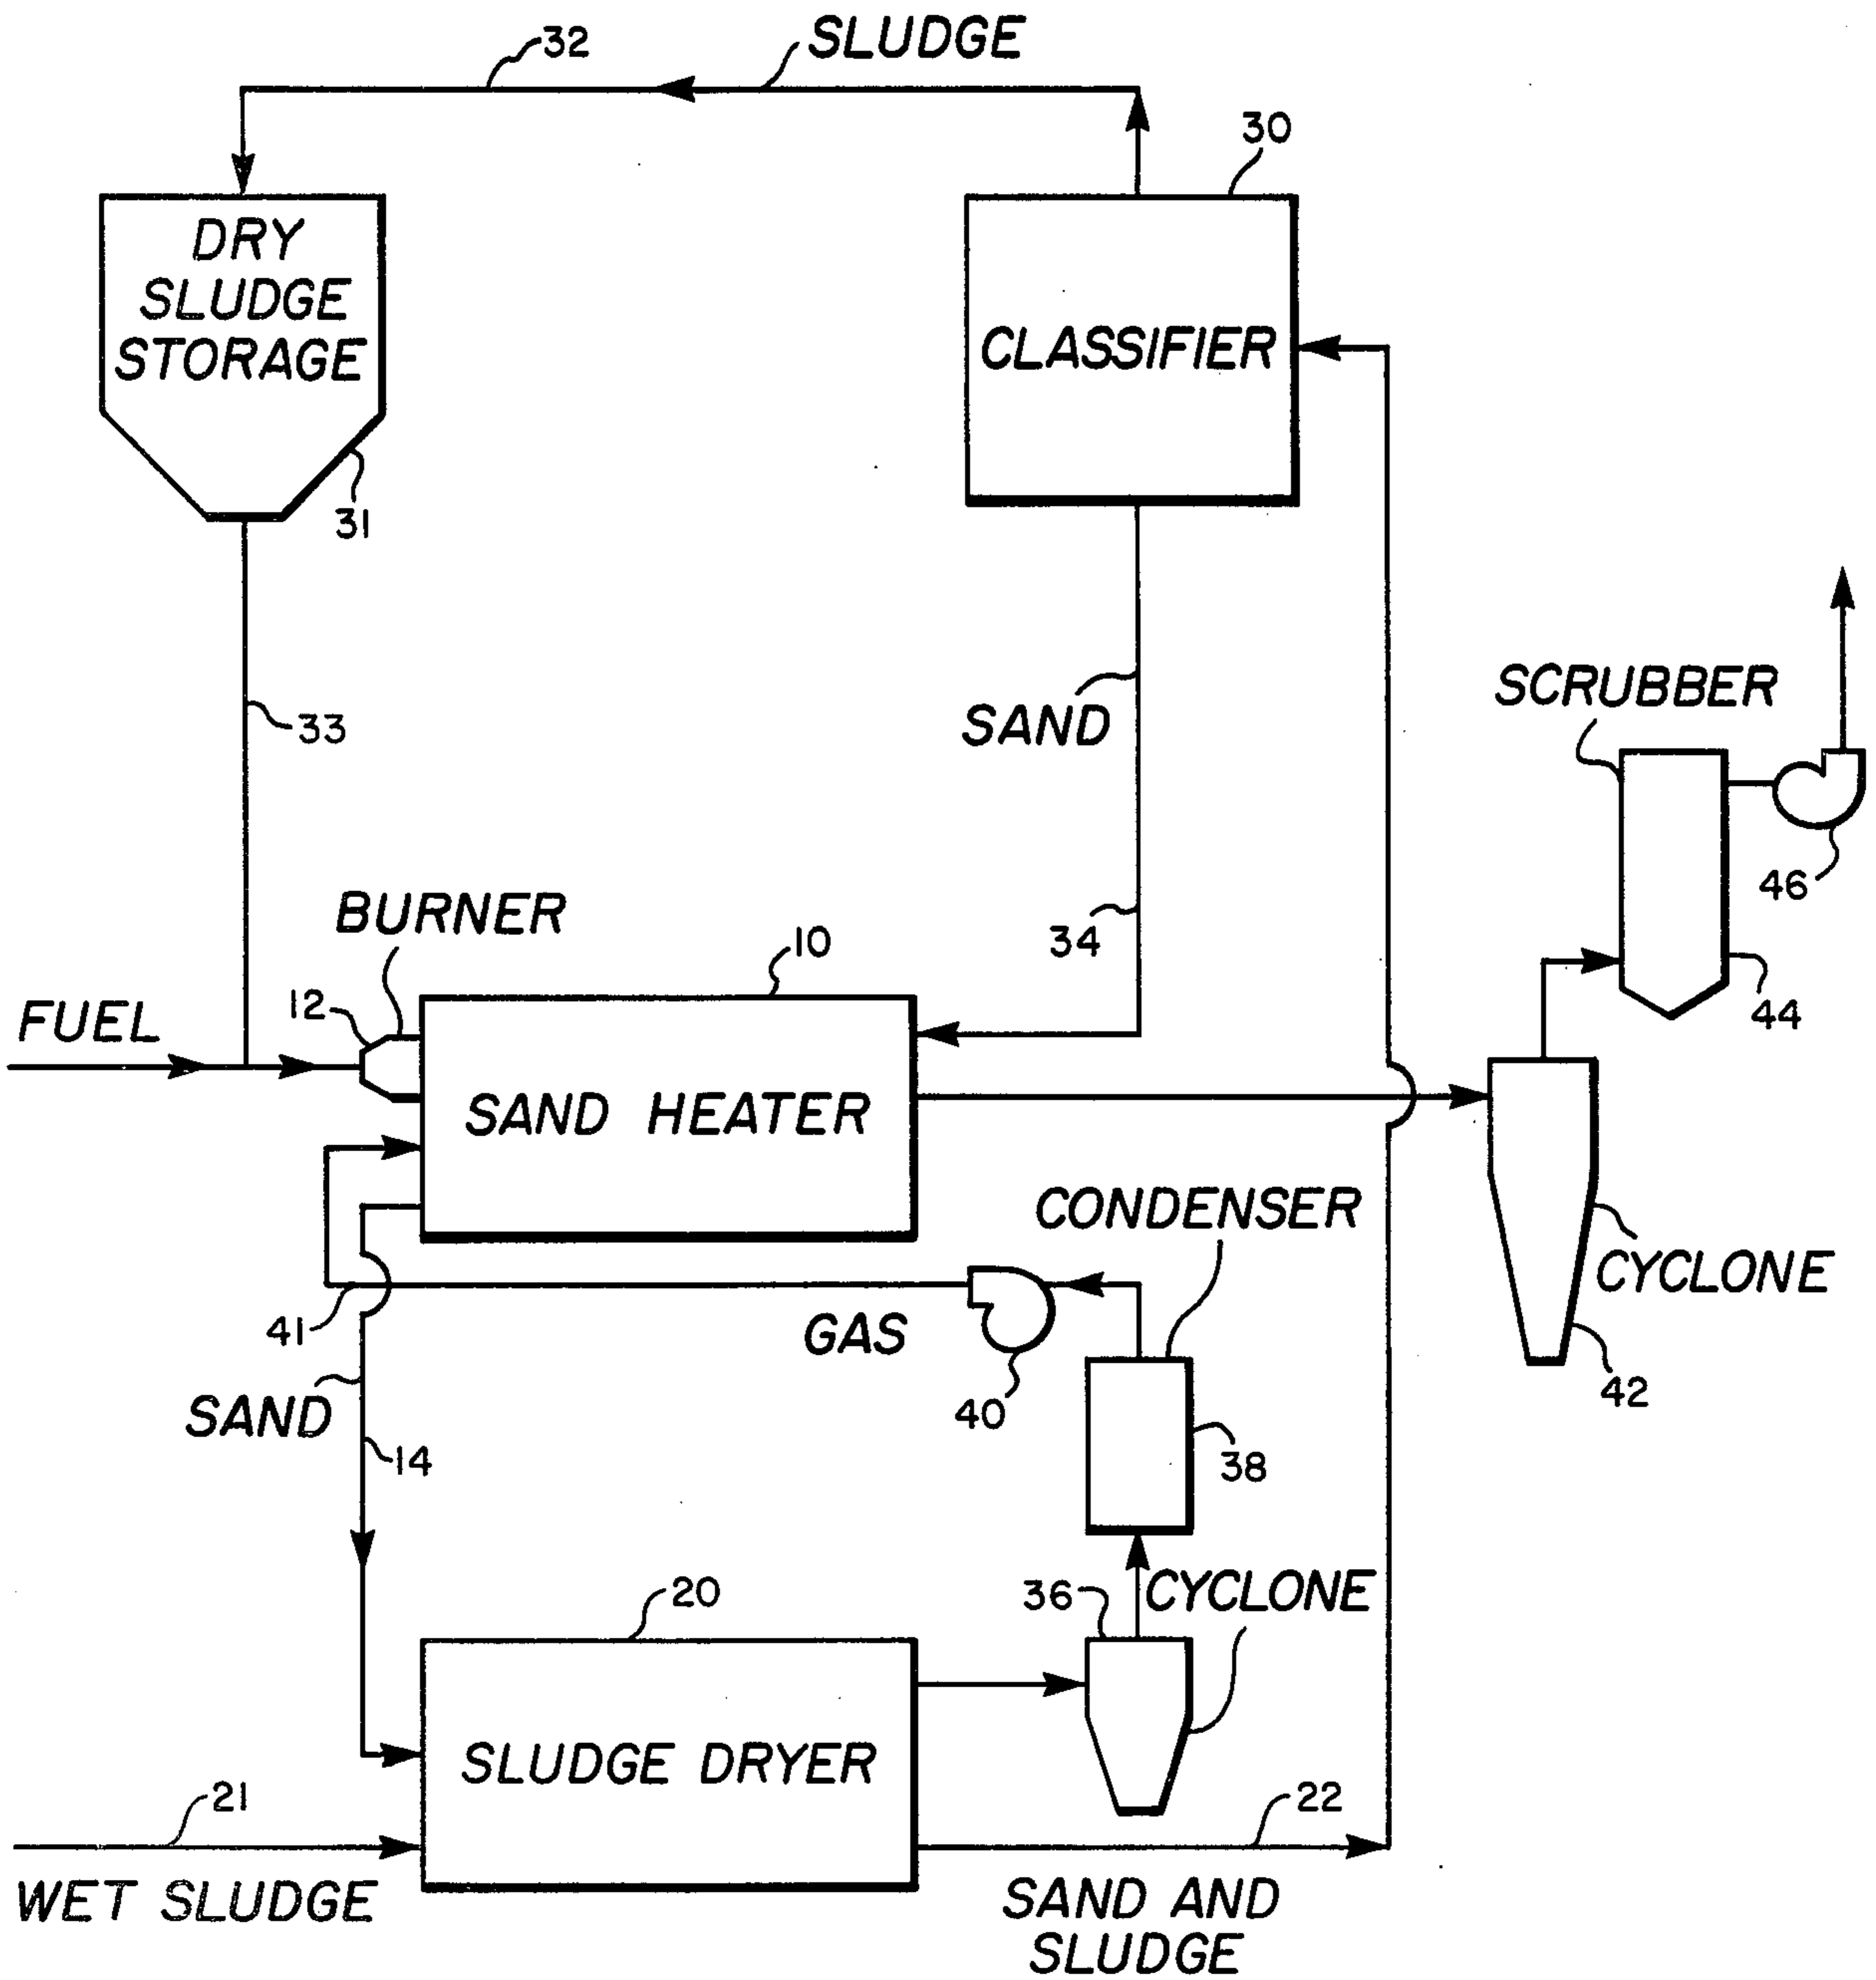 32
SLUDGE
30
DRY
SLUDGE
STORAGE
CLASSIFIER
31
SCRUBBER
SAND
33
46
BURNER
34
10
12
FUEL
44
SAND HEATER
CONDENSER
CYCLONE
41
GAS
42
40
SAND
14
38
CYCLONE
36
20
SLUDGE DRYER
21
22
WET SLUDGE
SAND AND
SLUDGE